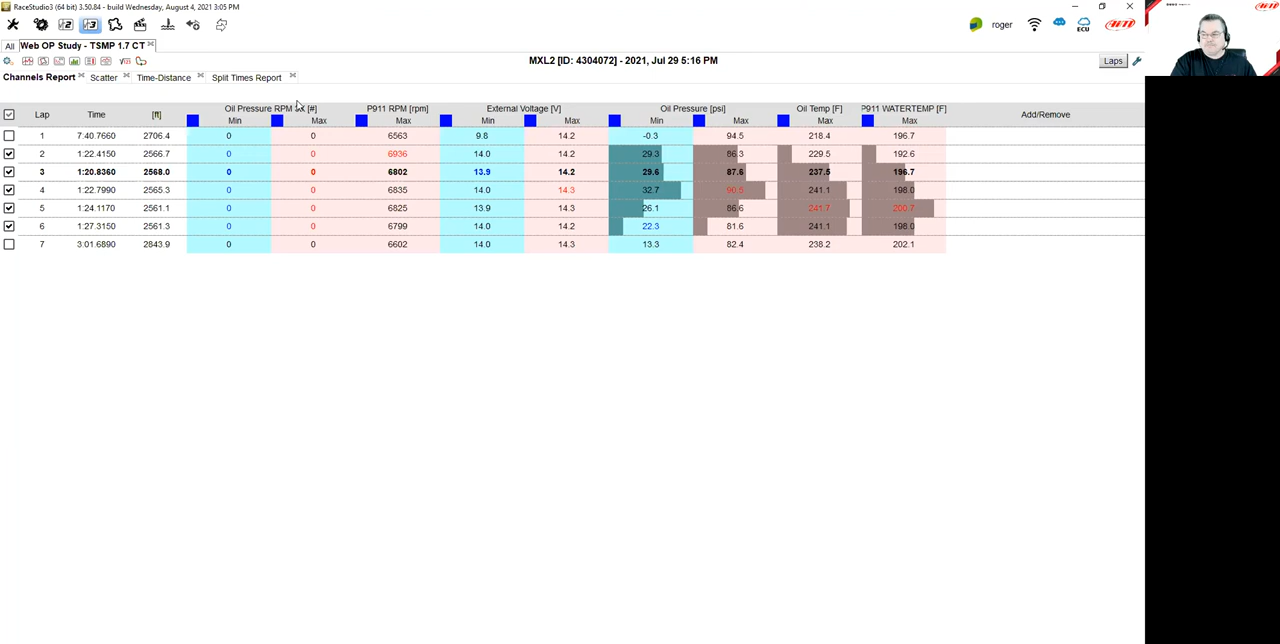 RaceStudio3 (64 bit) 3.50.84 - build Wednesday, August 4, 2021 3:05 PM
2 3 roger ECU AiM
All Web OP Study - TSMP 1.7 CT
MXL2 [ID: 4304072] - 2021, Jul 29 5:16 PM Laps
Channels Report Scatter Time-Distance Split Times Report
Lap Time [ft] P911 RPM [rpm] External Voltage [V] Oil Pressure [psi] Oil Temp [F] P911 WATERTEMP [F] Add/Remove
Oil Pressure RPM [#]
Min Max Max Min Max Min Max Max Max
1 7:40.7660 2706.4 0 0 6563 9.8 14.2 -0.3 94.5 218.4 196.7
2 1:22.4150 2566.7 0 0 6936 14.0 14.2 29.3 86.3 229.5 192.6
3 1:20.8360 2568.0 0 0 6802 13.9 14.2 29.6 87.6 237.5 196.7
4 1:22.7990 2565.3 0 0 6835 14.0 14.3 32.7 90.5 241.1 198.0
5 1:24.1170 2561.1 0 0 6825 13.9 14.3 26.1 86.6 241.7 200.7
6 1:27.3150 2561.3 0 0 6799 14.0 14.2 22.3 81.6 241.1 198.0
7 3:01.6890 2843.9 0 0 6602 14.0 14.3 13.3 82.4 238.2 202.1